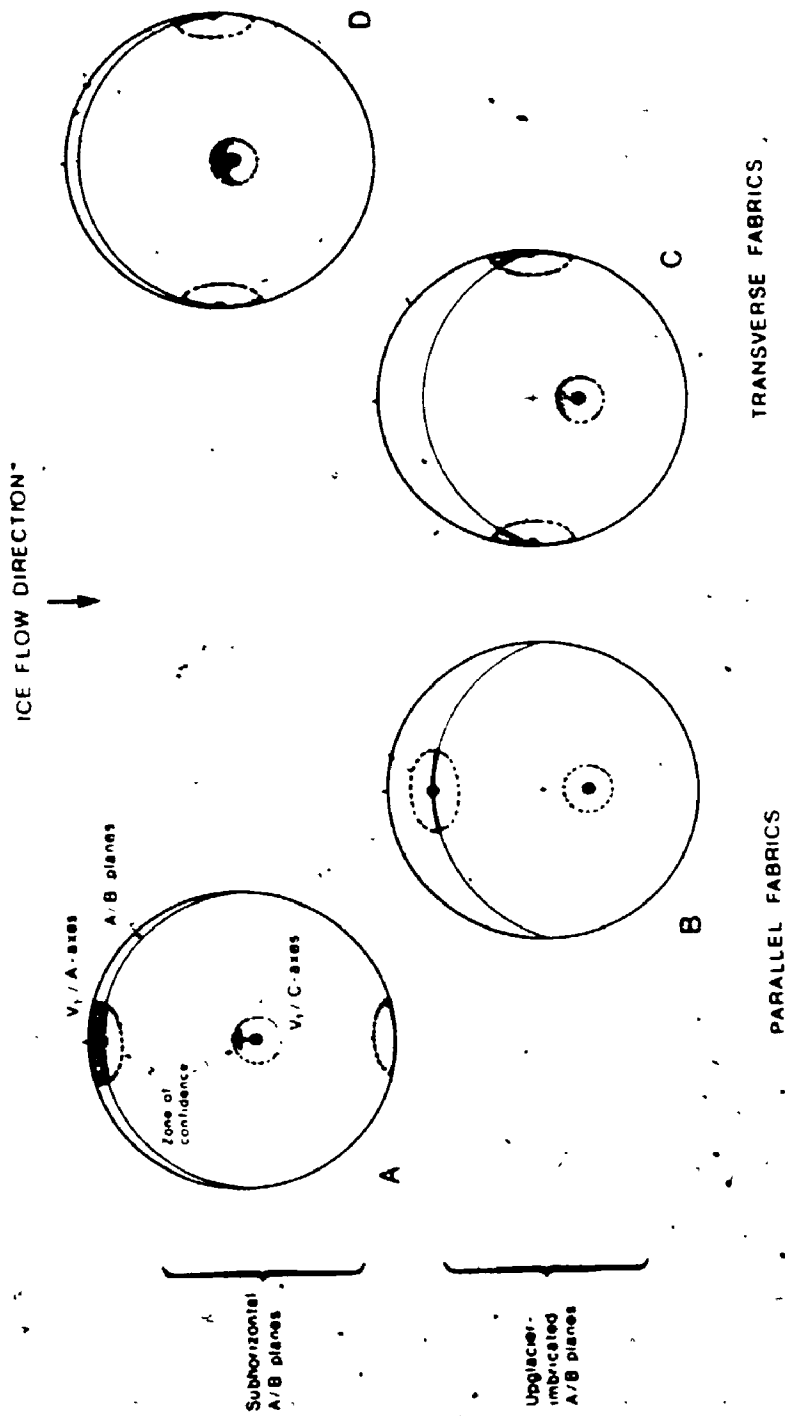 ICE FLOW DIRECTION
V₁ / A-axes
A / B planes
Zone of
confidence
V₁ / C-axes
A
B
C
D
Subhorizontal
A / B planes
Upglacier-
imbricated
A / B planes
PARALLEL FABRICS
TRANSVERSE FABRICS